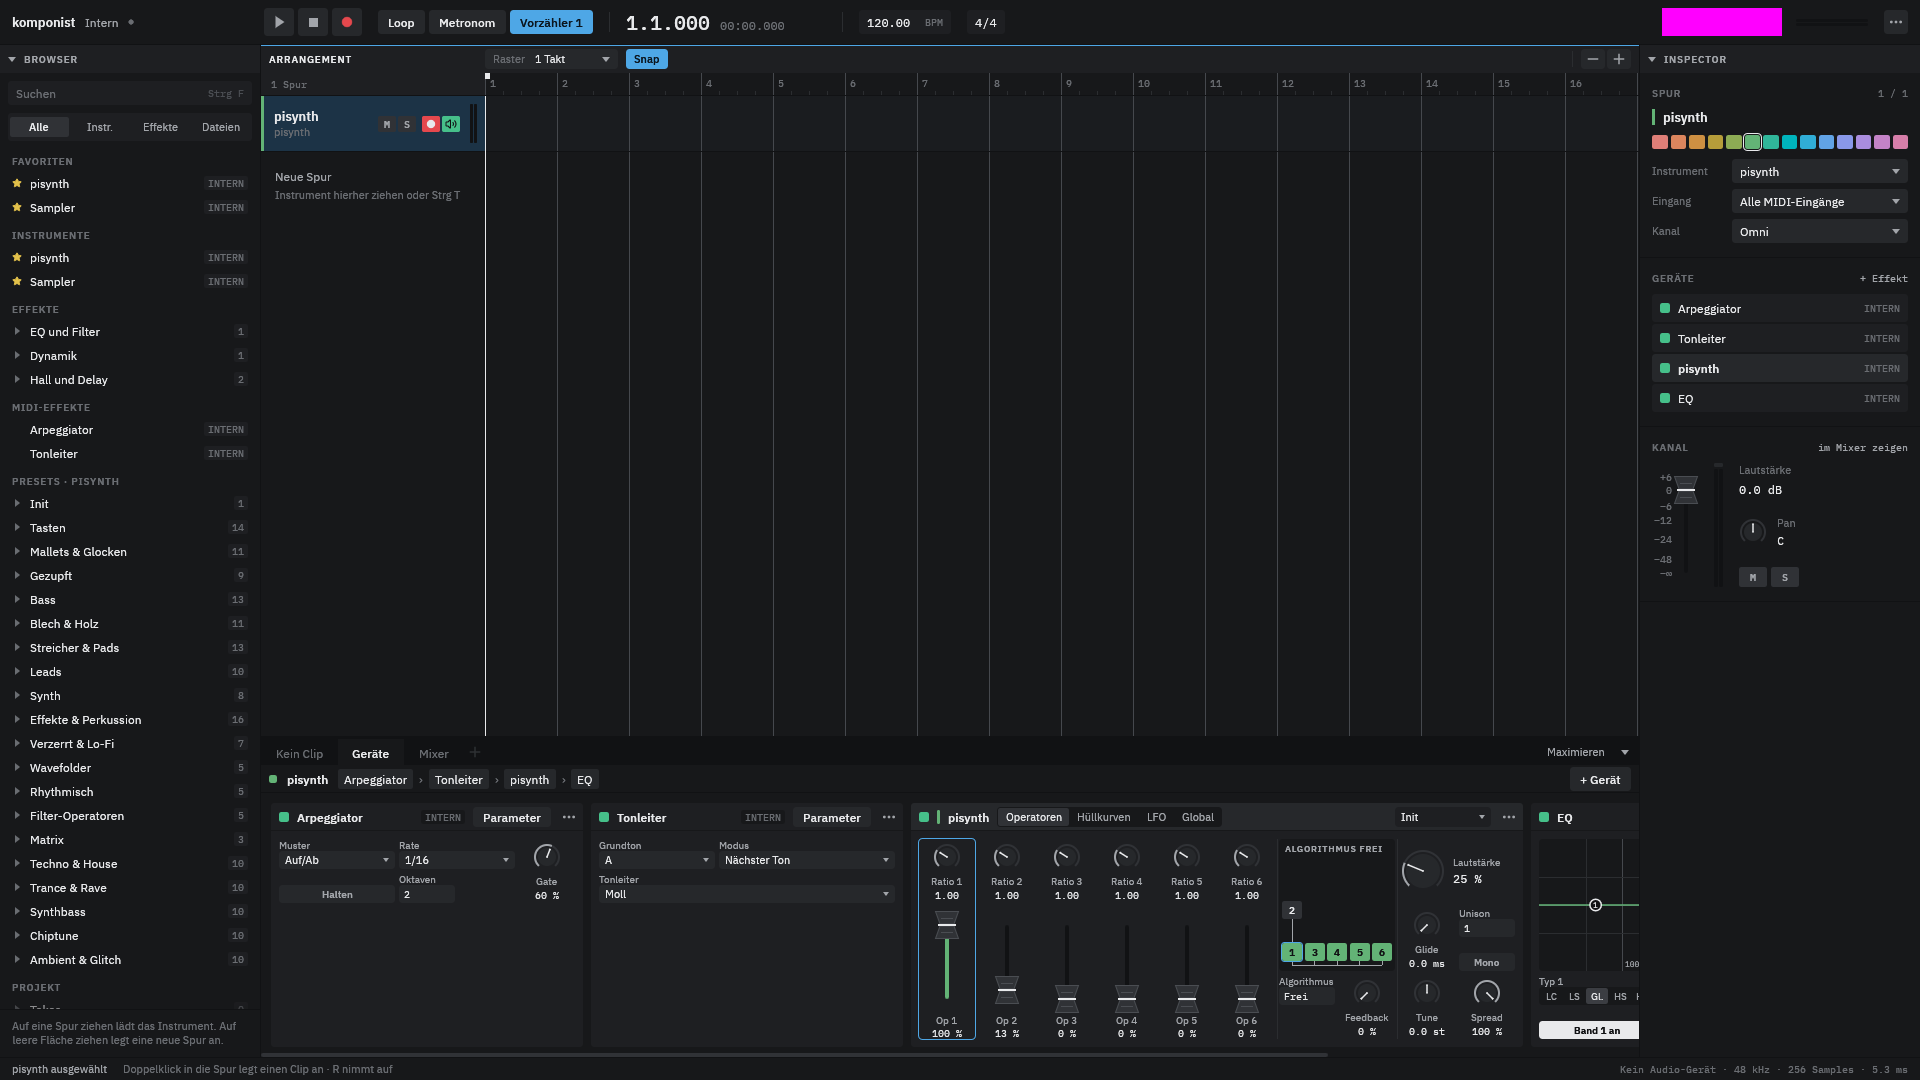 komponist Intern
Loop Metronom Vorzähler 1 1.1.000 00:00.000 120.00 BPM 4/4
BROWSER
Suchen Strg F
Alle Instr. Effekte Dateien
FAVORITEN
pisynth INTERN
Sampler INTERN
INSTRUMENTE
pisynth INTERN
Sampler INTERN
EFFEKTE
EQ und Filter 1
Dynamik 1
Hall und Delay 2
MIDI-EFFEKTE
Arpeggiator INTERN
Tonleiter INTERN
PRESETS · PISYNTH
Init 1
Tasten 14
Mallets & Glocken 11
Gezupft 9
Bass 13
Blech & Holz 11
Streicher & Pads 13
Leads 10
Synth 8
Effekte & Perkussion 16
Verzerrt & Lo-Fi 7
Wavefolder 5
Rhythmisch 5
Filter-Operatoren 5
Matrix 3
Techno & House 10
Trance & Rave 10
Synthbass 10
Chiptune 10
Ambient & Glitch 10
PROJEKT
Auf eine Spur ziehen lädt das Instrument. Auf
leere Fläche ziehen legt eine neue Spur an.
ARRANGEMENT Raster 1 Takt Snap
1 Spur 1 2 3 4 5 6 7 8 9 10 11 12 13 14 15 16
pisynth
pisynth M S
Neue Spur
Instrument hierher ziehen oder Strg T
Kein Clip Geräte Mixer Maximieren
pisynth Arpeggiator › Tonleiter › pisynth › EQ + Gerät
Arpeggiator INTERN Parameter
Muster Rate
Auf/Ab 1/16
Oktaven Gate
Halten 2 60 %
Tonleiter INTERN Parameter
Grundton Modus
A Nächster Ton
Tonleiter
Moll
pisynth Operatoren Hüllkurven LFO Global Init
Ratio 1 Ratio 2 Ratio 3 Ratio 4 Ratio 5 Ratio 6
1.00 1.00 1.00 1.00 1.00 1.00
Op 1 Op 2 Op 3 Op 4 Op 5 Op 6
100 % 13 % 0 % 0 % 0 % 0 %
ALGORITHMUS FREI
2
1 3 4 5 6
Algorithmus
Frei
Feedback
0 %
Lautstärke
25 %
Unison
1
Glide
0.0 ms Mono
Tune Spread
0.0 st 100 %
EQ
1
100
Typ 1
LC LS GL HS
Band 1 an
INSPECTOR
SPUR 1 / 1
pisynth
Instrument pisynth
Eingang Alle MIDI-Eingänge
Kanal Omni
GERÄTE + Effekt
Arpeggiator INTERN
Tonleiter INTERN
pisynth INTERN
EQ INTERN
KANAL im Mixer zeigen
+6
0
−6
−12
−24
−48
−∞
Lautstärke
0.0 dB
Pan
C
M S
pisynth ausgewählt Doppelklick in die Spur legt einen Clip an · R nimmt auf
Kein Audio-Gerät · 48 kHz · 256 Samples · 5.3 ms